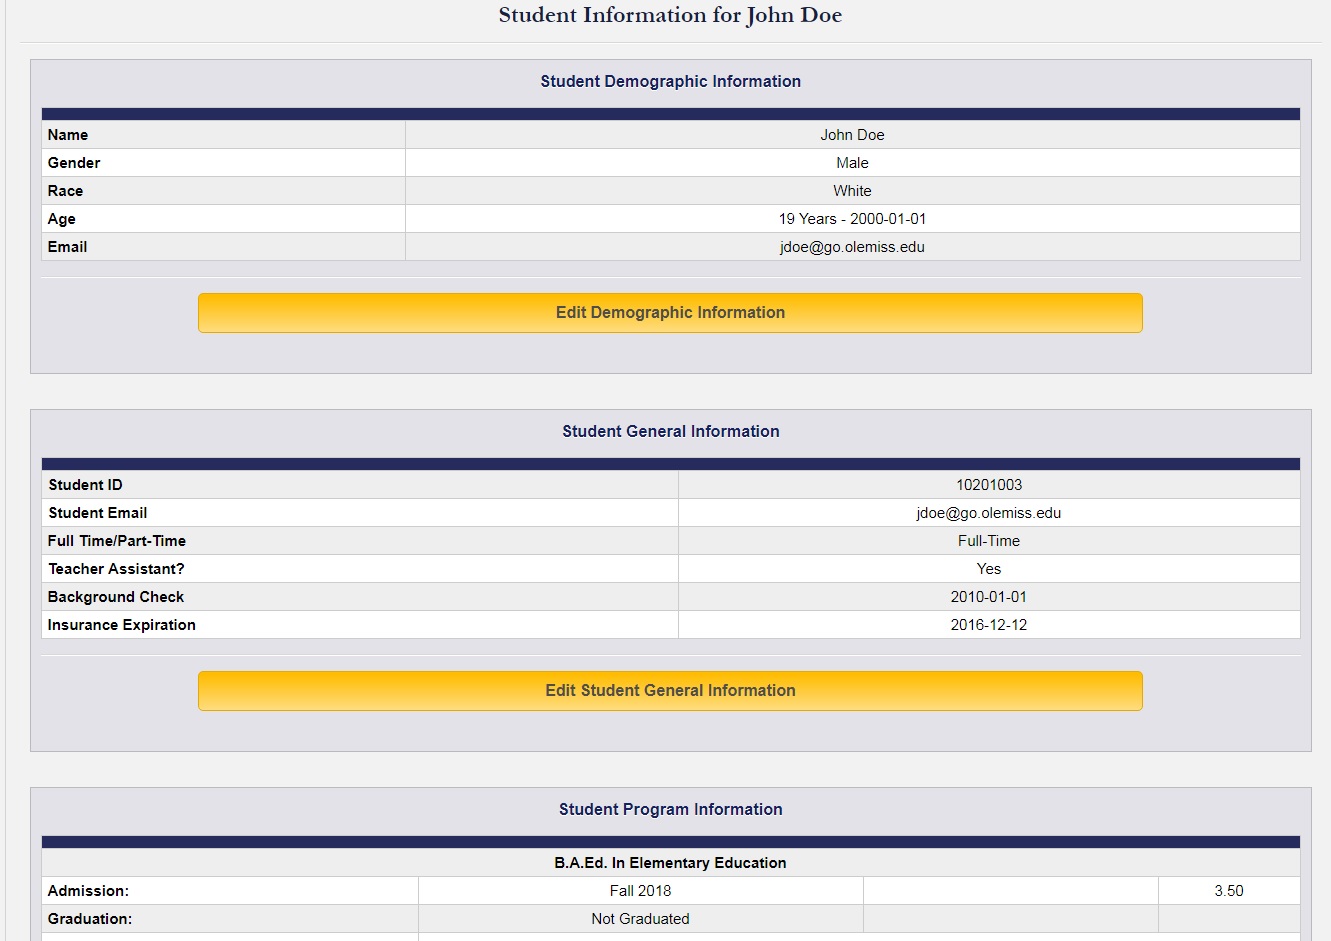 Student Information for John Doe
Student Demographic Information
Name John Doe
Gender Male
Race White
Age 19 Years - 2000-01-01
Email jdoe@go.olemiss.edu
Edit Demographic Information
Student General Information
Student ID 10201003
Student Email jdoe@go.olemiss.edu
Full Time/Part-Time Full-Time
Teacher Assistant? Yes
Background Check 2010-01-01
Insurance Expiration 2016-12-12
Edit Student General Information
Student Program Information
B.A.Ed. In Elementary Education
Admission: Fall 2018 3.50
Graduation: Not Graduated